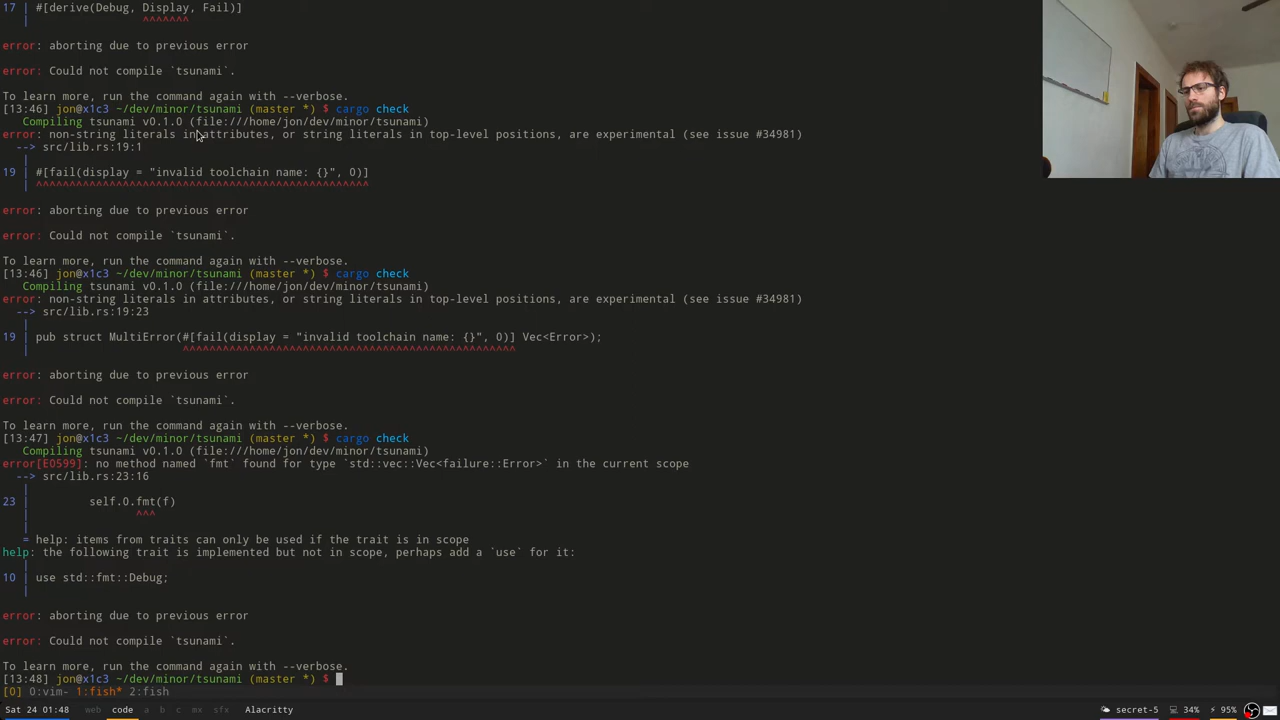 17 | #[derive(Debug, Display, Fail)]
   |                 ^^^^^^^
error: aborting due to previous error
error: Could not compile `tsunami`.
To learn more, run the command again with --verbose.
[13:46] jon@x1c3 ~/dev/minor/tsunami (master *) $ cargo check
   Compiling tsunami v0.1.0 (file:///home/jon/dev/minor/tsunami)
error: non-string literals in attributes, or string literals in top-level positions, are experimental (see issue #34981)
  --> src/lib.rs:19:1
   |
19 | #[fail(display = "invalid toolchain name: {}", 0)]
   | ^^^^^^^^^^^^^^^^^^^^^^^^^^^^^^^^^^^^^^^^^^^^^^^^^^
error: aborting due to previous error
error: Could not compile `tsunami`.
To learn more, run the command again with --verbose.
[13:46] jon@x1c3 ~/dev/minor/tsunami (master *) $ cargo check
   Compiling tsunami v0.1.0 (file:///home/jon/dev/minor/tsunami)
error: non-string literals in attributes, or string literals in top-level positions, are experimental (see issue #34981)
  --> src/lib.rs:19:23
   |
19 | pub struct MultiError(#[fail(display = "invalid toolchain name: {}", 0)] Vec<Error>);
   |                       ^^^^^^^^^^^^^^^^^^^^^^^^^^^^^^^^^^^^^^^^^^^^^^^^^^
error: aborting due to previous error
error: Could not compile `tsunami`.
To learn more, run the command again with --verbose.
[13:47] jon@x1c3 ~/dev/minor/tsunami (master *) $ cargo check
   Compiling tsunami v0.1.0 (file:///home/jon/dev/minor/tsunami)
error[E0599]: no method named `fmt` found for type `std::vec::Vec<failure::Error>` in the current scope
  --> src/lib.rs:23:16
   |
23 |         self.0.fmt(f)
   |                ^^^
   |
   = help: items from traits can only be used if the trait is in scope
help: the following trait is implemented but not in scope, perhaps add a `use` for it:
   |
10 | use std::fmt::Debug;
   |
error: aborting due to previous error
error: Could not compile `tsunami`.
To learn more, run the command again with --verbose.
[13:48] jon@x1c3 ~/dev/minor/tsunami (master *) $
[0] 0:vim- 1:fish* 2:fish
Sat 24 01:48 web code a b c mx sfx Alacritty secret-5 34% 95%